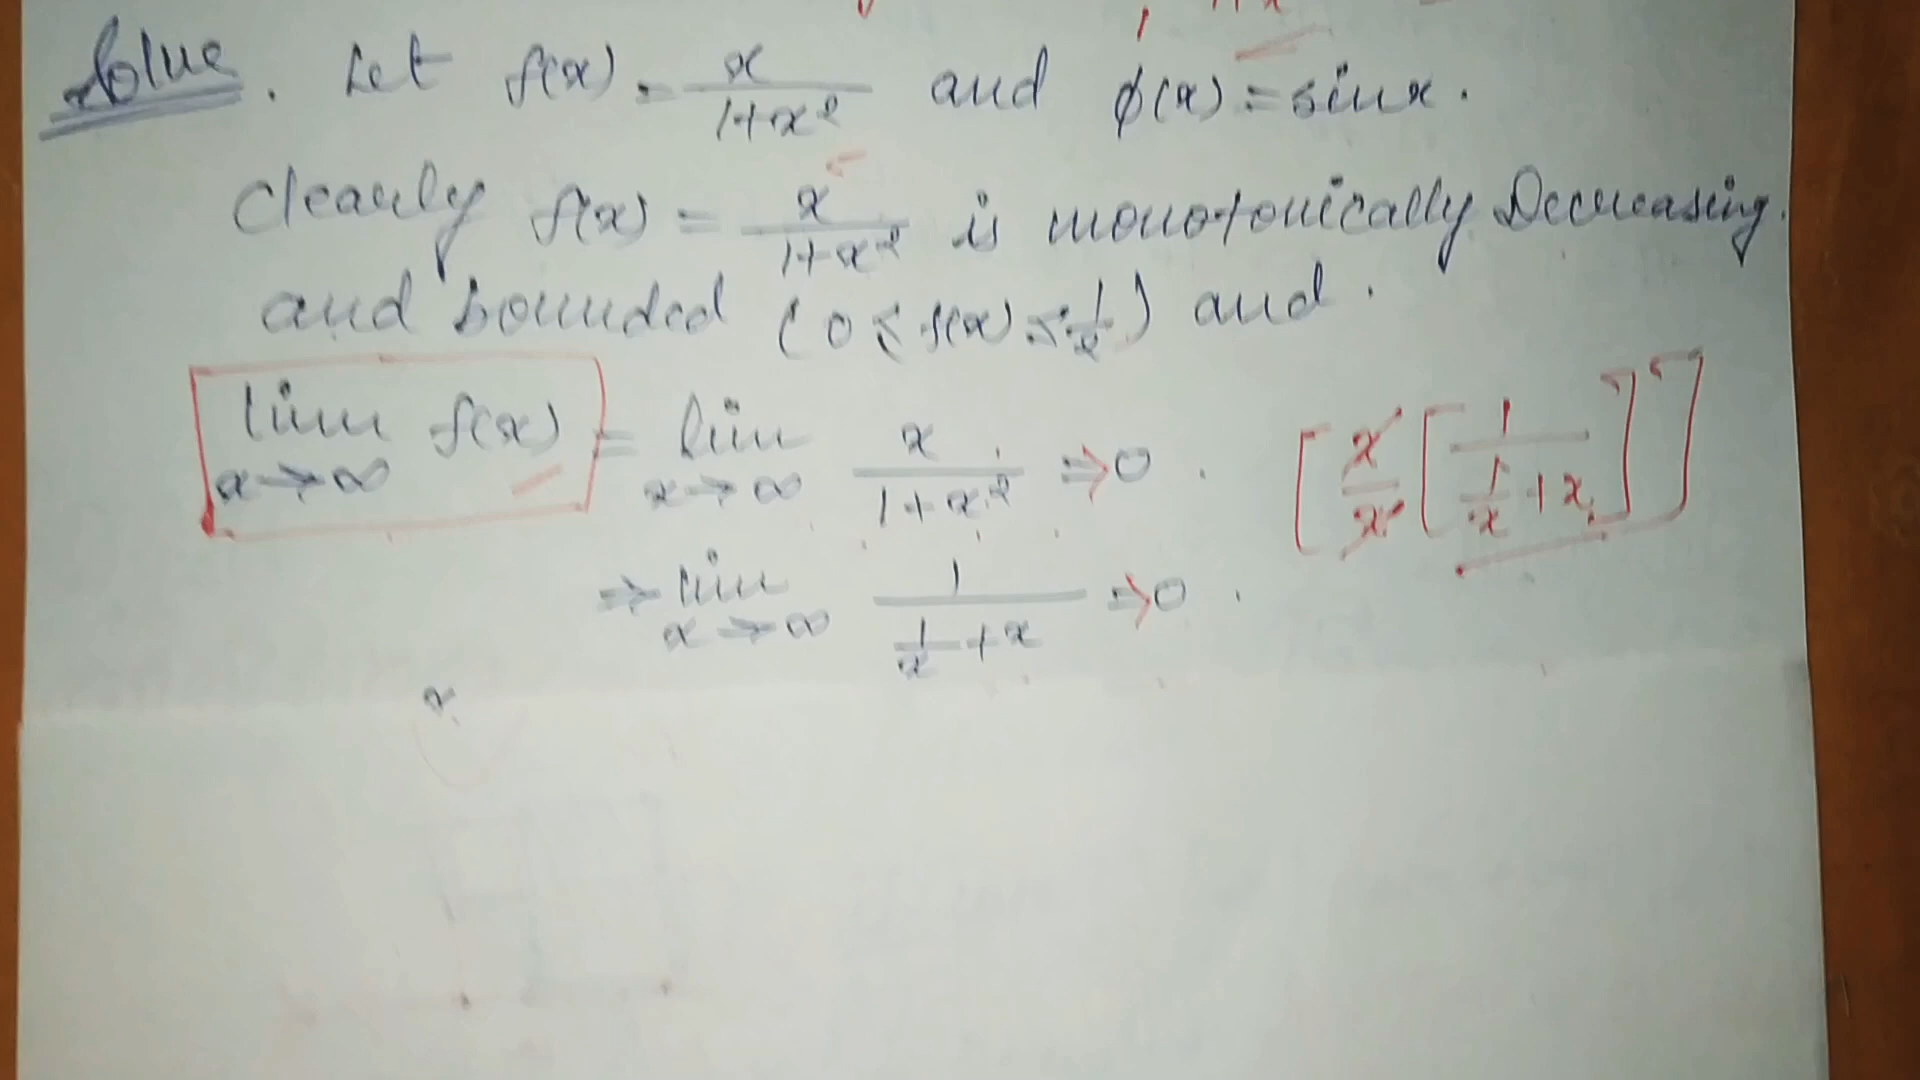 Solue. Let f(x) = x/(1+x²) and ϕ(x) = sinx.
Clearly f(x) = x/(1+x²) is monotonically Decreasing.
and bounded (0 ≤ f(x) ≤ 1/2) and.
lim x→∞ f(x) = lim x→∞ x/(1+x²) ⇒ 0. [x/x [1/(1/x + x)]]
⇒ lim x→∞ 1/(1/x + x) ⇒ 0.
x